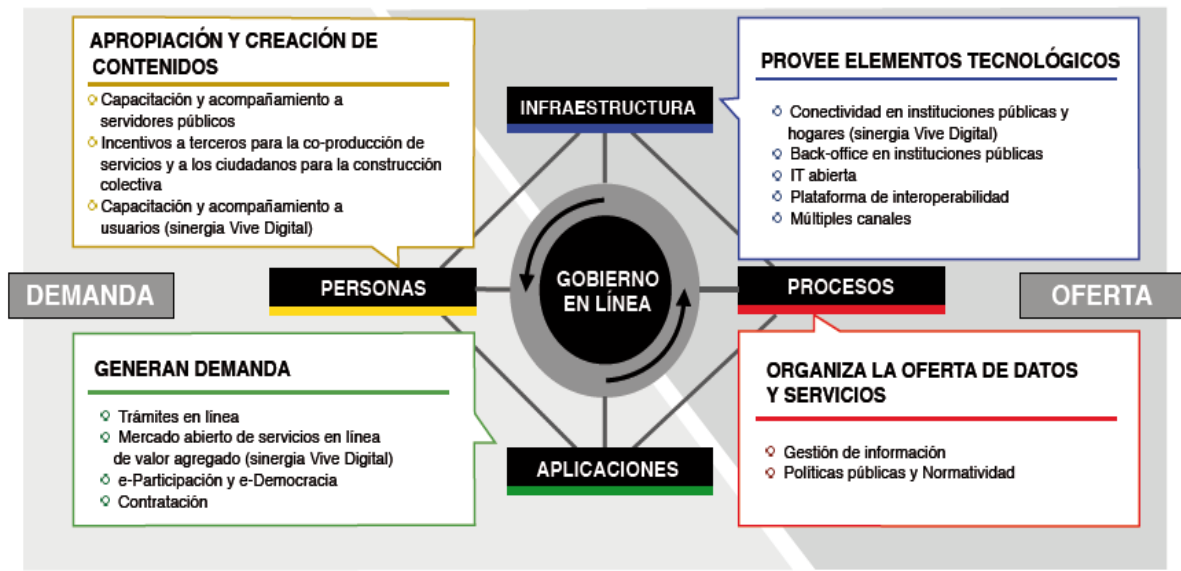 APROPIACIÓN Y CREACIÓN DE
CONTENIDOS
Capacitación y acompañamiento a
servidores públicos
Incentivos a terceros para la co-producción de
servicios y a los ciudadanos para la construcción
colectiva
Capacitación y acompañamiento a
usuarios (sinergia Vive Digital)
INFRAESTRUCTURA
PROVEE ELEMENTOS TECNOLÓGICOS
Conectividad en instituciones públicas y
hogares (sinergia Vive Digital)
Back-office en instituciones públicas
IT abierta
Plataforma de interoperabilidad
Múltiples canales
DEMANDA
PERSONAS
GOBIERNO
EN LÍNEA
PROCESOS
OFERTA
GENERAN DEMANDA
Trámites en línea
Mercado abierto de servicios en línea
de valor agregado (sinergia Vive Digital)
e-Participación y e-Democracia
Contratación
APLICACIONES
ORGANIZA LA OFERTA DE DATOS
Y SERVICIOS
Gestión de información
Políticas públicas y Normatividad